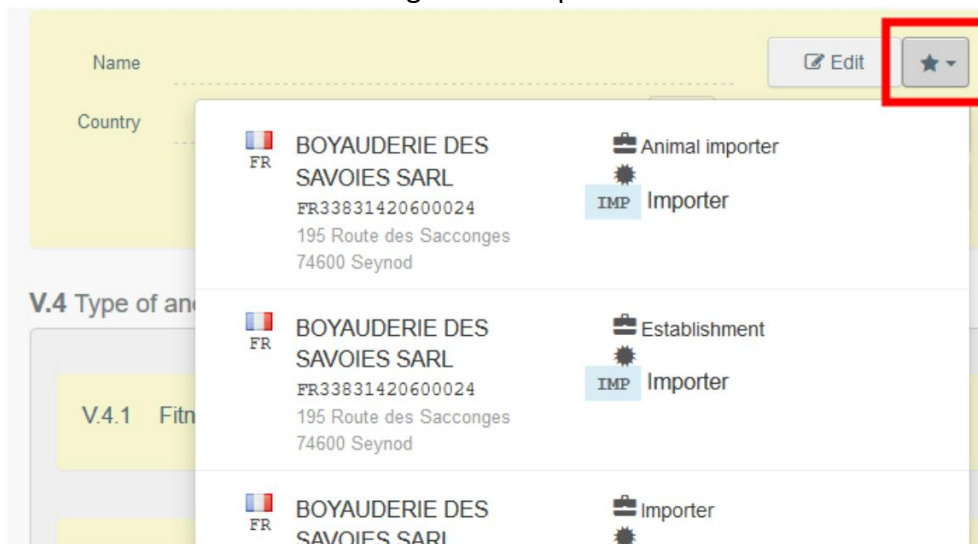 Name
Edit
Country
FR
BOYAUDERIE DES
SAVOIES SARL
FR33831420600024
195 Route des Sacconges
74600 Seynod
Animal importer
IMP Importer
V.4 Type of an
FR
BOYAUDERIE DES
SAVOIES SARL
FR33831420600024
195 Route des Sacconges
74600 Seynod
Establishment
IMP Importer
V.4.1 Fitn
FR
BOYAUDERIE DES
SAVOIES SARL
Importer